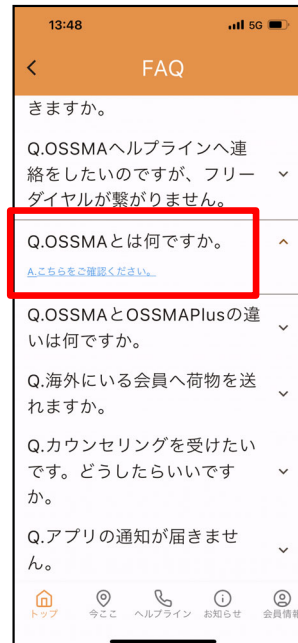 13:48
5G
FAQ
きますか。
Q.OSSMAヘルプラインへ連
絡をしたいのですが、フリー
ダイヤルが繋がりません。
Q.OSSMAとは何ですか。
A.こちらをご確認ください。
Q.OSSMAとOSSMAPlusの違
いは何ですか。
Q.海外にいる会員へ荷物を送
れますか。
Q.カウンセリングを受けたい
です。どうしたらいいです
か。
Q.アプリの通知が届きませ
ん。
トップ 今ここ ヘルプライン お知らせ 会員情報